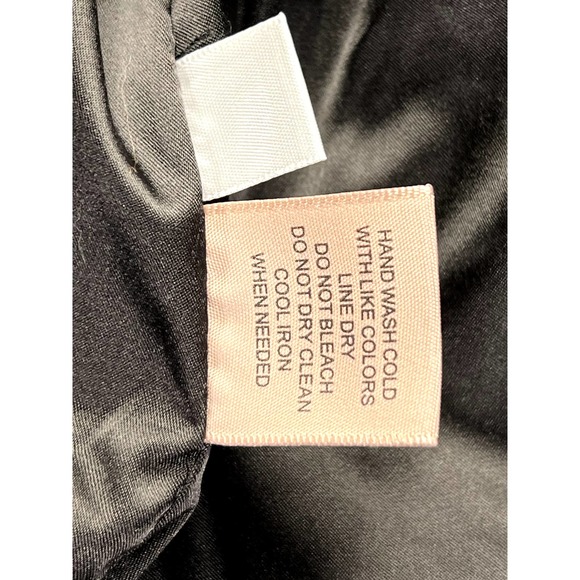 HAND WASH COLD
WITH LIKE COLORS
LINE DRY
DO NOT BLEACH
DO NOT DRY CLEAN
COOL IRON
WHEN NEEDED